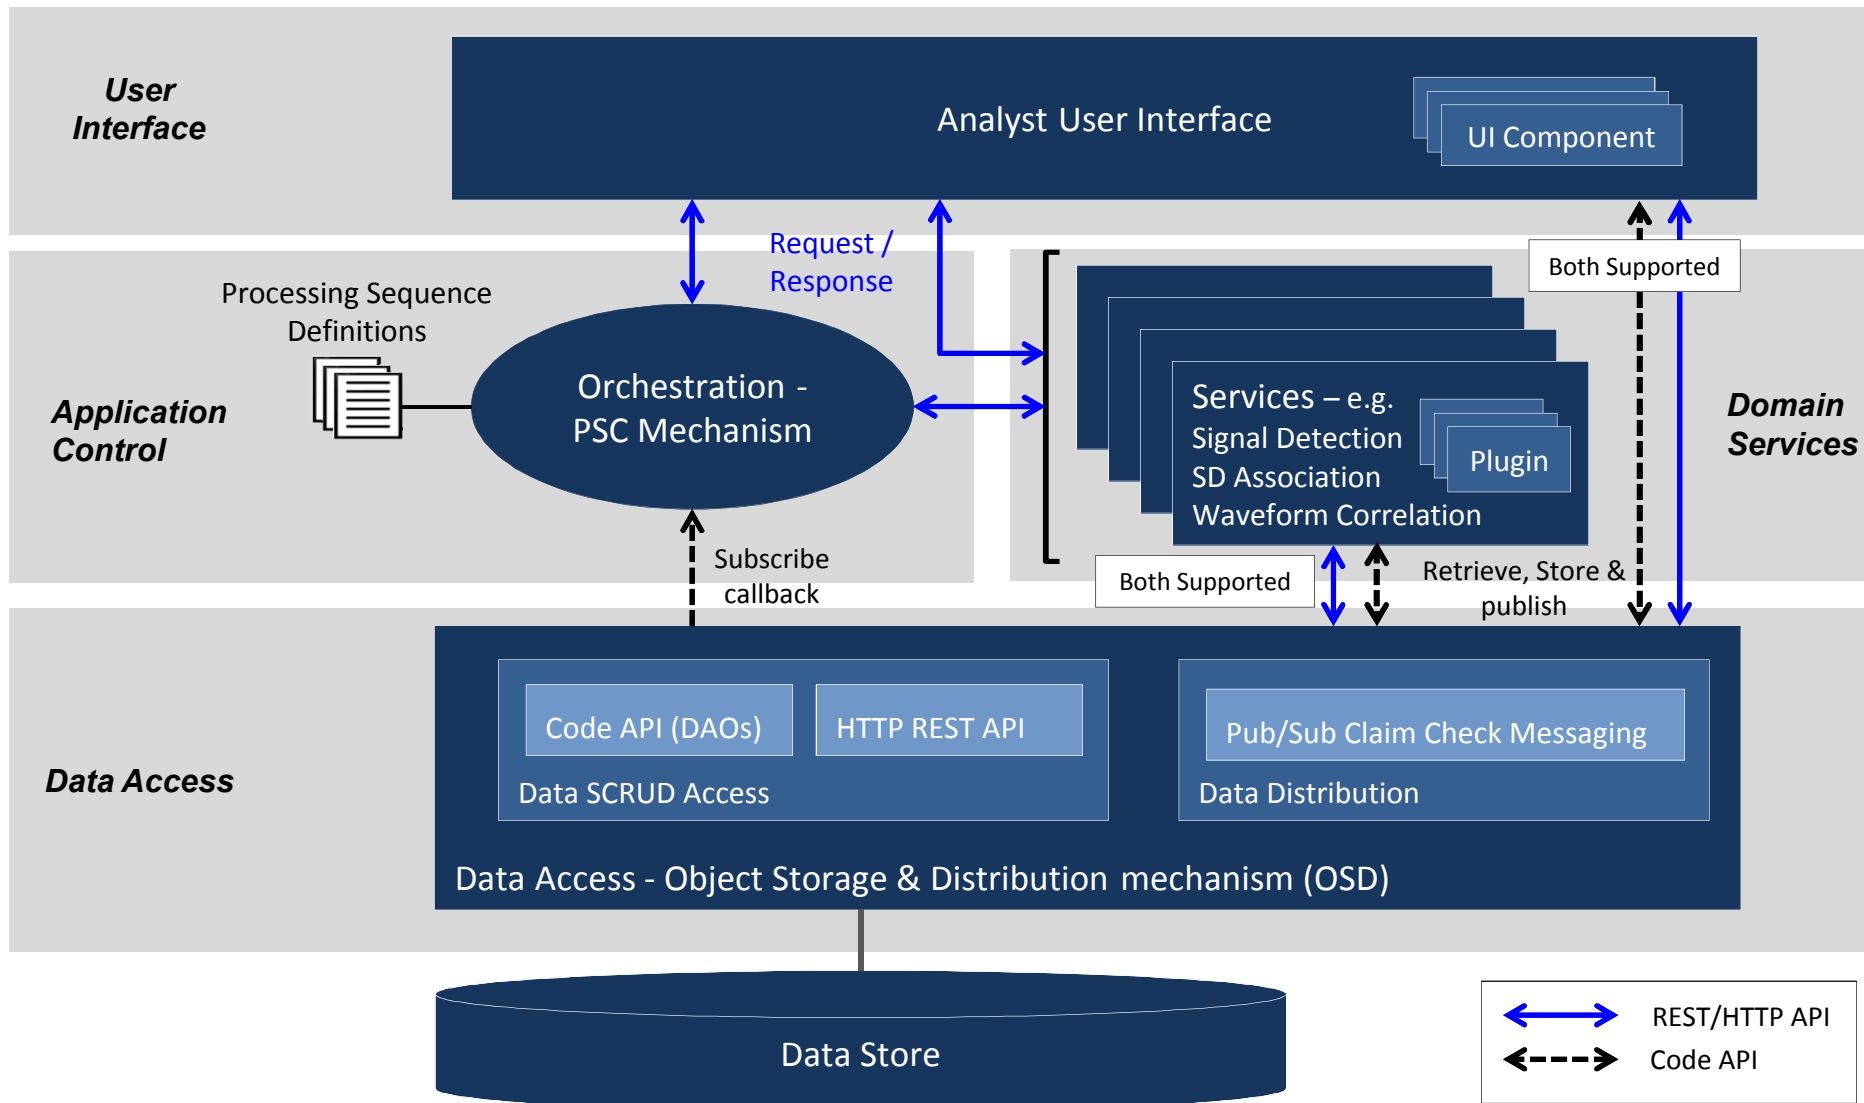 User
Interface
Analyst User Interface
UI Component
Request /
Response
Both Supported
Processing Sequence
Definitions
Application
Control
Orchestration -
PSC Mechanism
Services – e.g.
Signal Detection
SD Association
Waveform Correlation
Plugin
Domain
Services
Subscribe
callback
Both Supported
Retrieve, Store &
publish
Data Access
Code API (DAOs)
HTTP REST API
Data SCRUD Access
Pub/Sub Claim Check Messaging
Data Distribution
Data Access - Object Storage & Distribution mechanism (OSD)
Data Store
REST/HTTP API
Code API